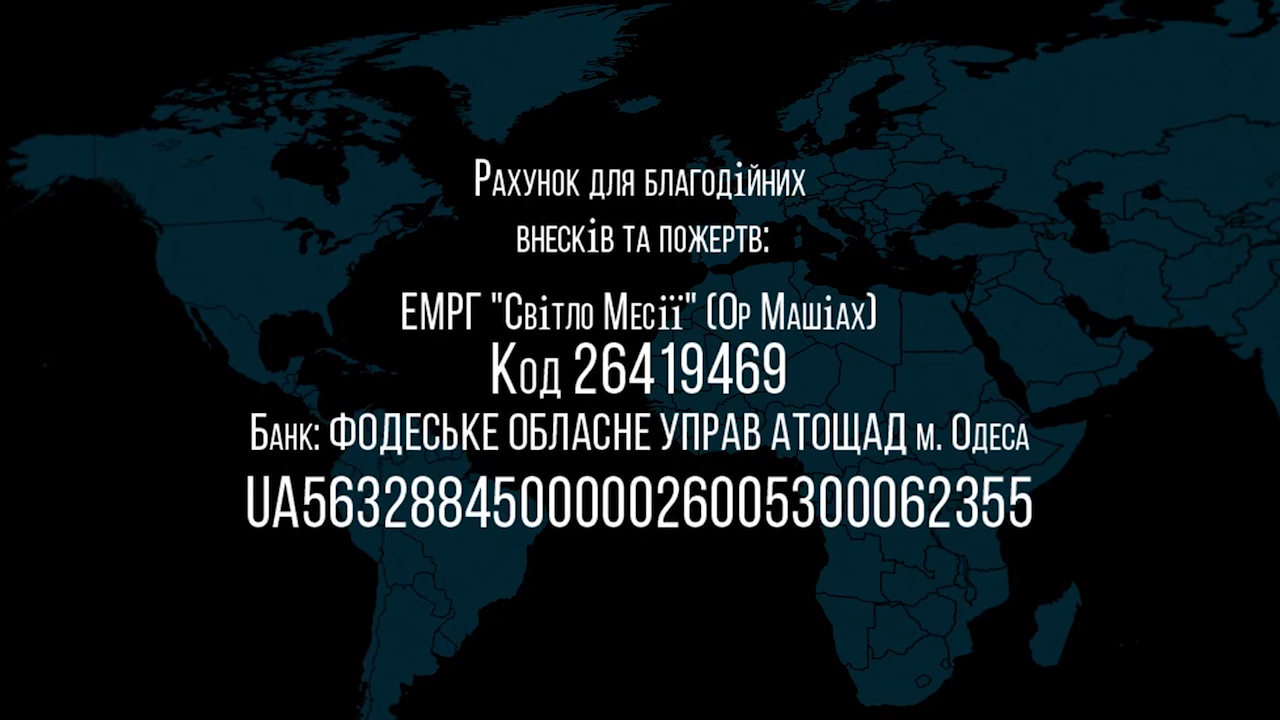 Рахунок для благодійних
внесків та пожертв:
ЕМРГ "Світло Месії" (Ор Машіах)
Код 26419469
Банк: ФОДЕСЬКЕ ОБЛАСНЕ УПРАВ АТОЩАД м. Одеса
UA563288450000026005300062355